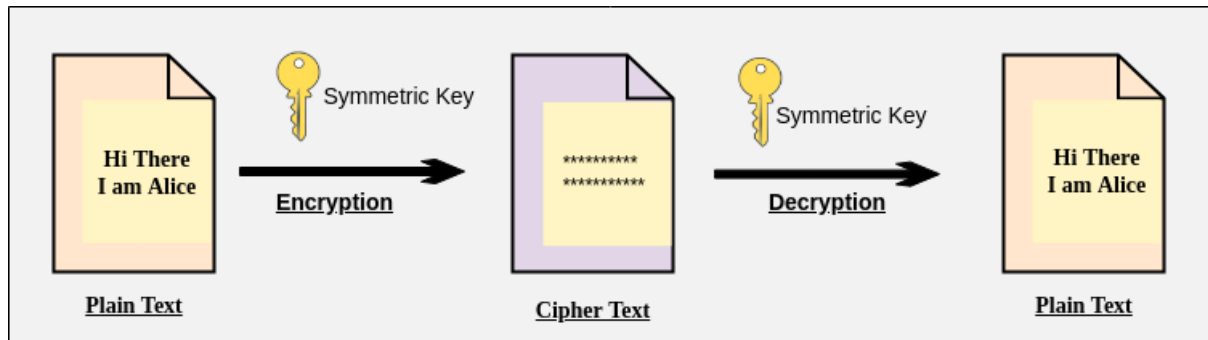 Hi There
I am Alice
Plain Text
Symmetric Key
Encryption
**********
***********
Cipher Text
Symmetric Key
Decryption
Hi There
I am Alice
Plain Text